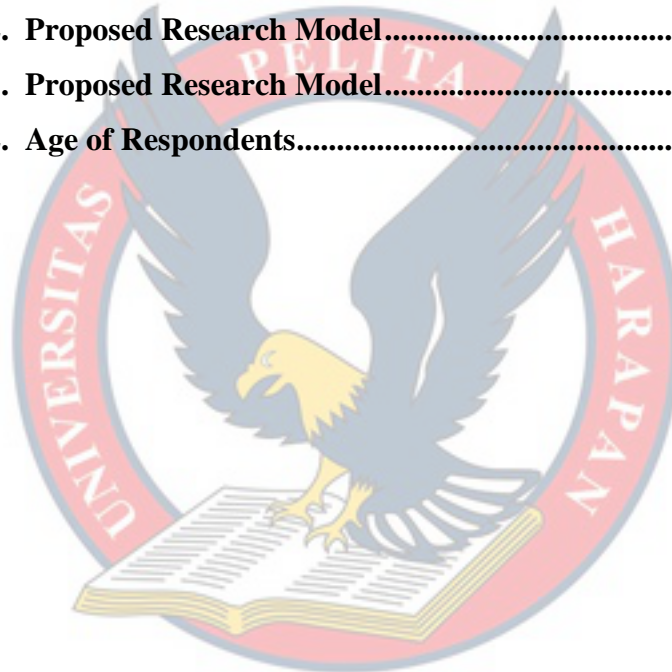 . Proposed Research Model
. Proposed Research Model
. Age of Respondents
UNIVERSITAS PELITA HARAPAN